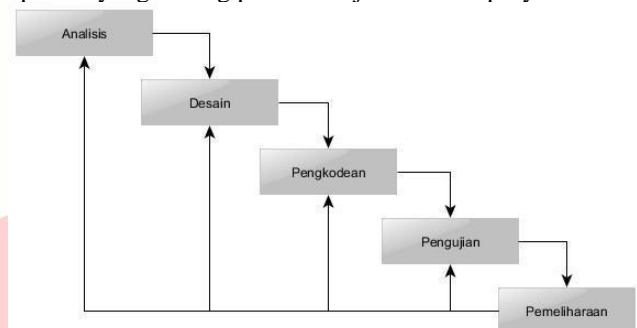 Analisis
Desain
Pengkodean
Pengujian
Pemeliharaan